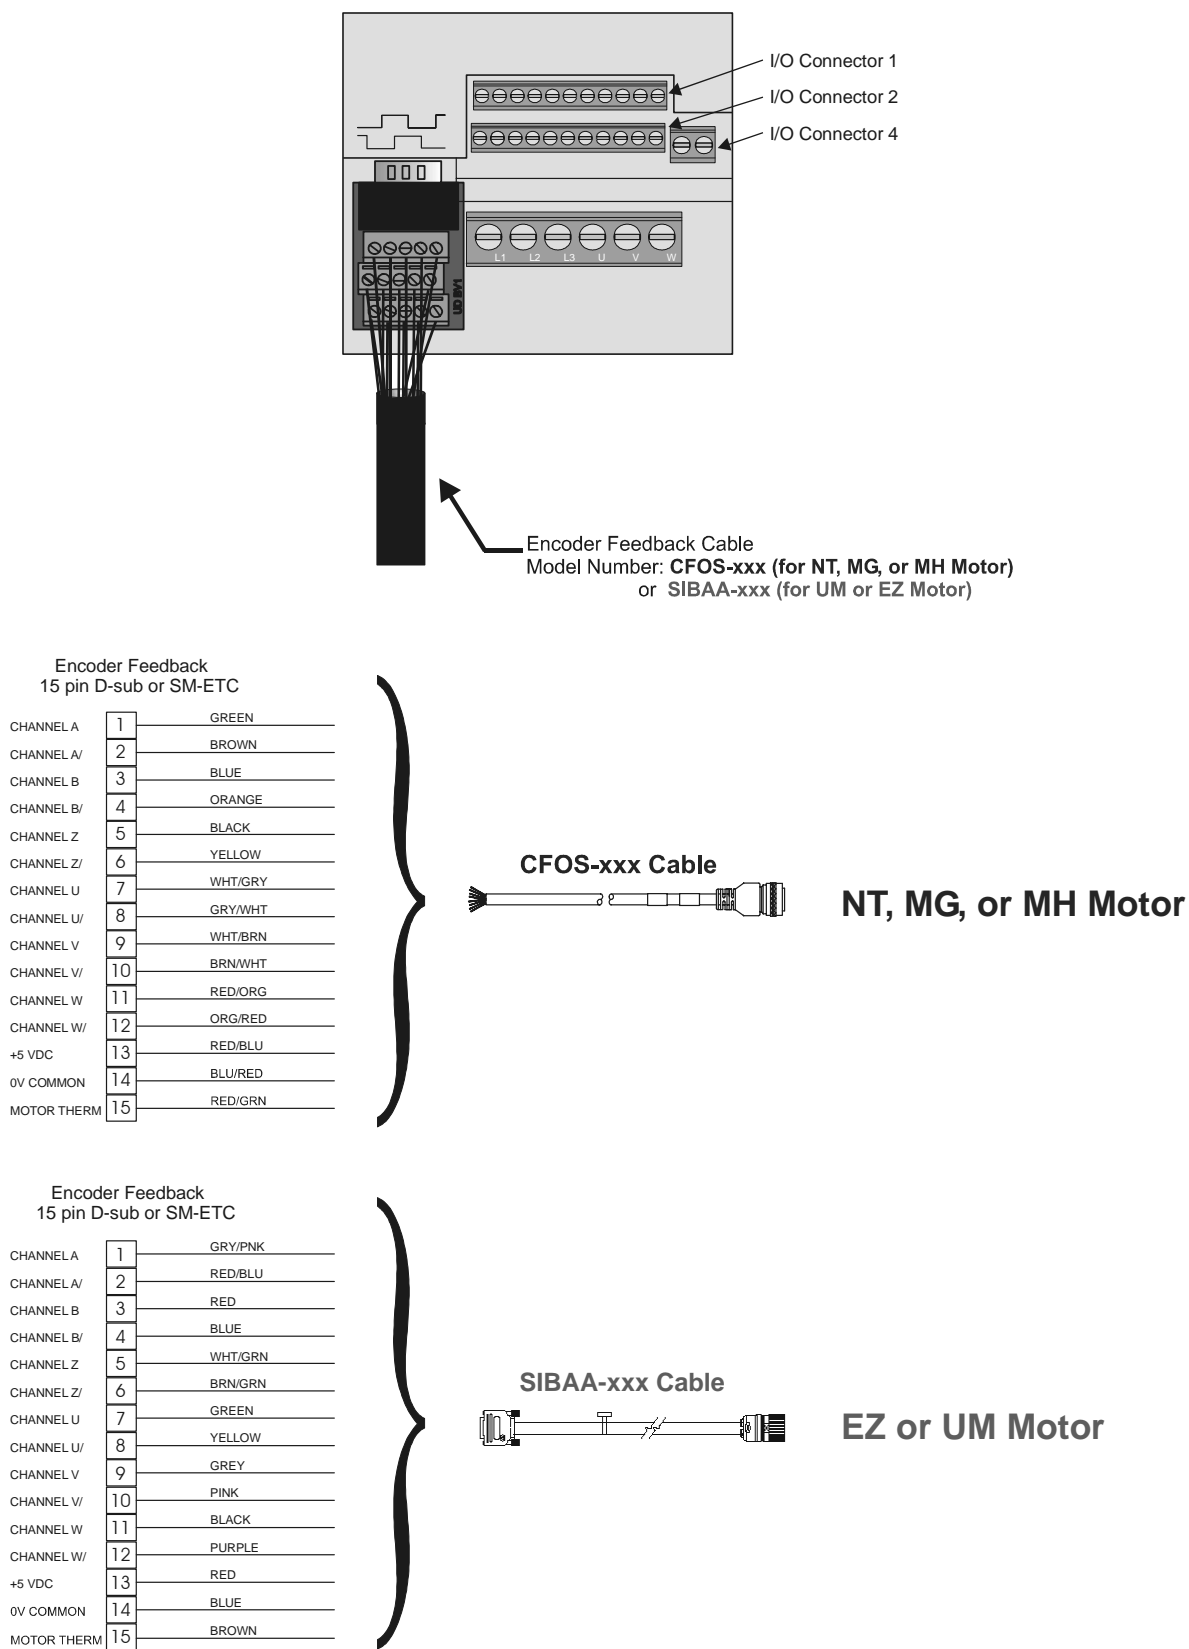 I/O Connector 1
I/O Connector 2
I/O Connector 4
L1 L2 L3 U V W
UD 5V1
Encoder Feedback Cable
Model Number: CFOS-xxx (for NT, MG, or MH Motor)
or SIBAA-xxx (for UM or EZ Motor)
Encoder Feedback
15 pin D-sub or SM-ETC
CHANNEL A 1 GREEN
CHANNEL A/ 2 BROWN
CHANNEL B 3 BLUE
CHANNEL B/ 4 ORANGE
CHANNEL Z 5 BLACK
CHANNEL Z/ 6 YELLOW
CHANNEL U 7 WHT/GRY
CHANNEL U/ 8 GRY/WHT
CHANNEL V 9 WHT/BRN
CHANNEL V/ 10 BRN/WHT
CHANNEL W 11 RED/ORG
CHANNEL W/ 12 ORG/RED
+5 VDC 13 RED/BLU
0V COMMON 14 BLU/RED
MOTOR THERM 15 RED/GRN
CFOS-xxx Cable
NT, MG, or MH Motor
Encoder Feedback
15 pin D-sub or SM-ETC
CHANNEL A 1 GRY/PNK
CHANNEL A/ 2 RED/BLU
CHANNEL B 3 RED
CHANNEL B/ 4 BLUE
CHANNEL Z 5 WHT/GRN
CHANNEL Z/ 6 BRN/GRN
CHANNEL U 7 GREEN
CHANNEL U/ 8 YELLOW
CHANNEL V 9 GREY
CHANNEL V/ 10 PINK
CHANNEL W 11 BLACK
CHANNEL W/ 12 PURPLE
+5 VDC 13 RED
0V COMMON 14 BLUE
MOTOR THERM 15 BROWN
SIBAA-xxx Cable
EZ or UM Motor